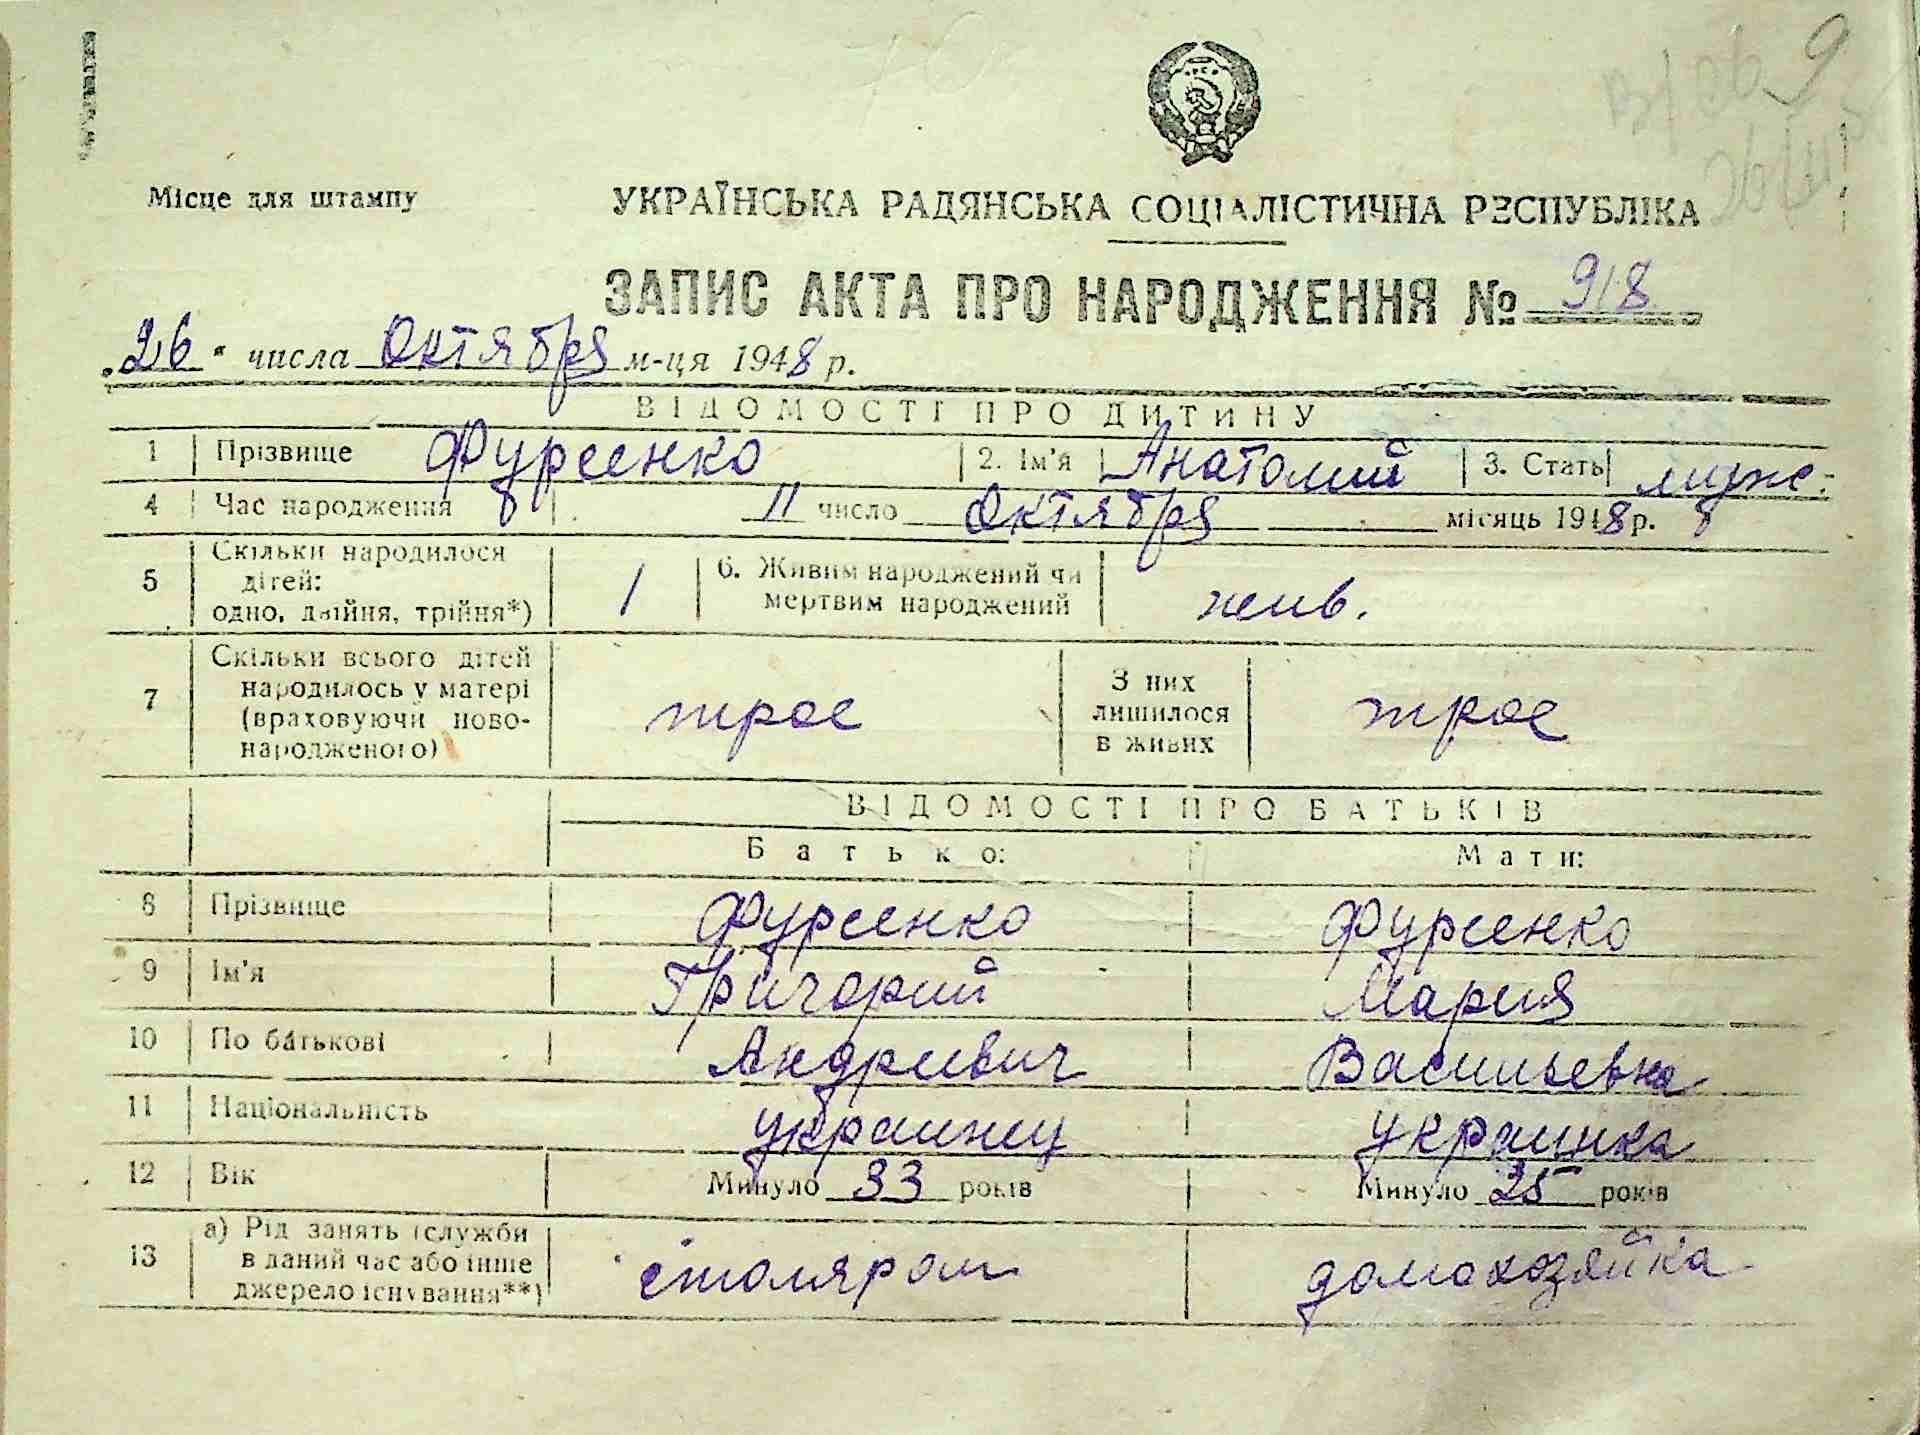 Місце для штампу
УКРАЇНСЬКА РАДЯНСЬКА СОЦІАЛІСТИЧНА РЕСПУБЛІКА
ЗАПИС АКТА ПРО НАРОДЖЕННЯ № 918
„26“ числа Октября м-ця 1948 р.
ВІДОМОСТІ ПРО ДИТИНУ
1 Прізвище Фурсенко 2. Ім'я Анатолий 3. Стать муж.
4 Час народження 11 число Октября місяць 1948 р.
5 Скільки народилося дітей: одно, двійня, трійня*) 1 6. Живим народжений чи мертвим народжений жив.
7 Скільки всього дітей народилось у матері (враховуючи новонародженого) трое З них лишилося в живих трое
ВІДОМОСТІ ПРО БАТЬКІВ
Батько: Мати:
8 Прізвище Фурсенко Фурсенко
9 Ім'я Григорий Мария
10 По батькові Андреевич Васильевна
11 Національність украинец украинка
12 Вік Минуло 33 років Минуло 25 років
13 а) Рід занять (служби в даний час або інше джерело існування**) столяром домохозяйка